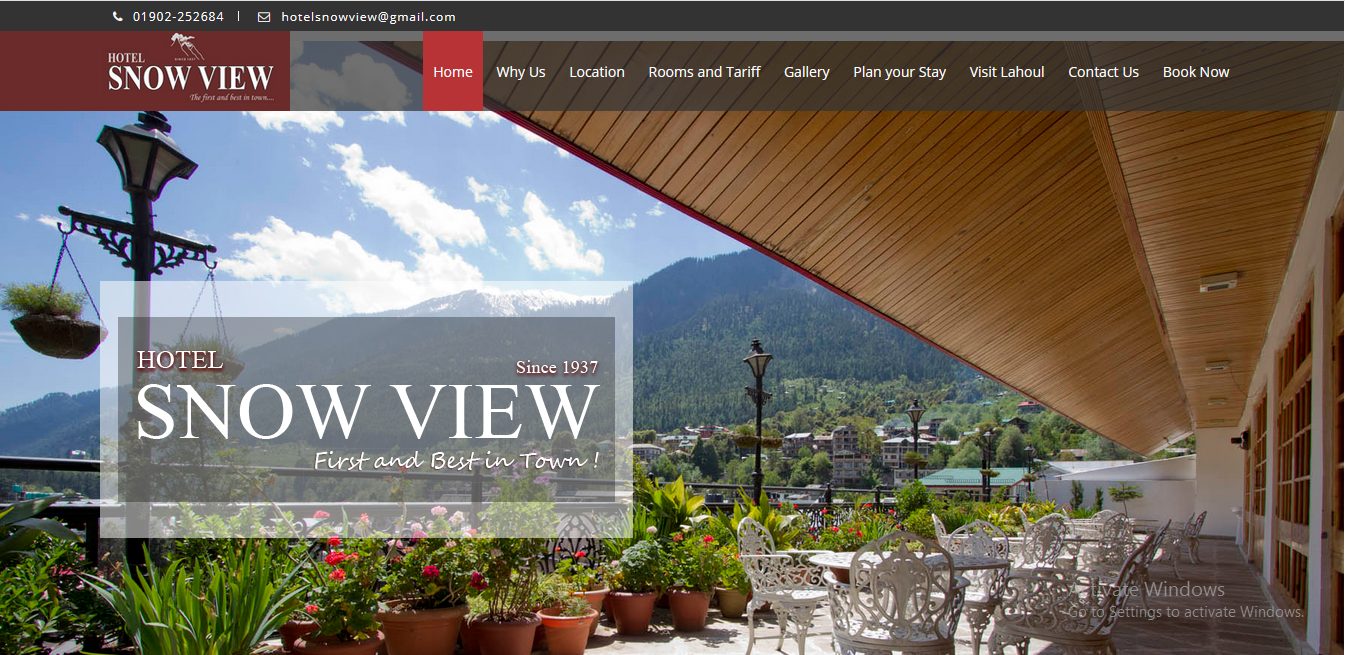 01902-252684 | hotelsnowview@gmail.com
HOTEL
SINCE 1937
SNOW VIEW
The first and best in town...
Home Why Us Location Rooms and Tariff Gallery Plan your Stay Visit Lahoul Contact Us Book Now
HOTEL Since 1937
SNOW VIEW
First and Best in Town !
Activate Windows
Go to Settings to activate Windows.